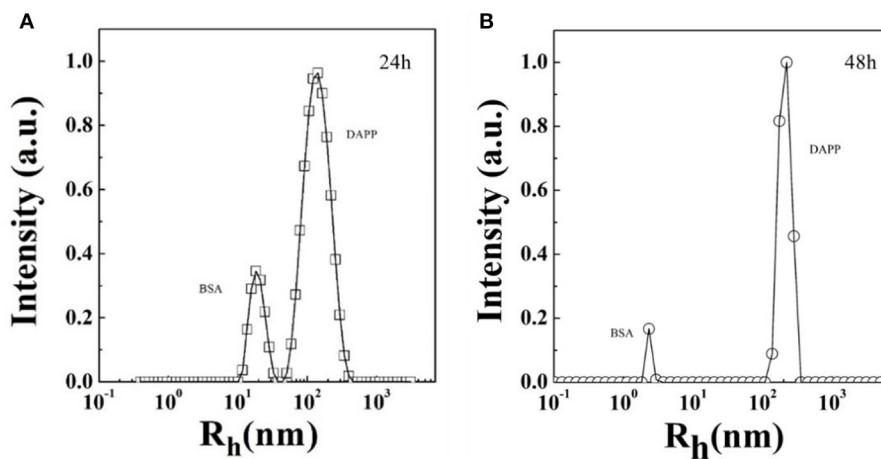 A
24h
DAPP
BSA
Intensity (a.u.)
1.0
0.8
0.6
0.4
0.2
0.0
10⁻¹ 10⁰ 10¹ 10² 10³
Rₕ(nm)
B
48h
DAPP
BSA
Intensity (a.u.)
1.0
0.8
0.6
0.4
0.2
0.0
10⁻¹ 10⁰ 10¹ 10² 10³
Rₕ(nm)